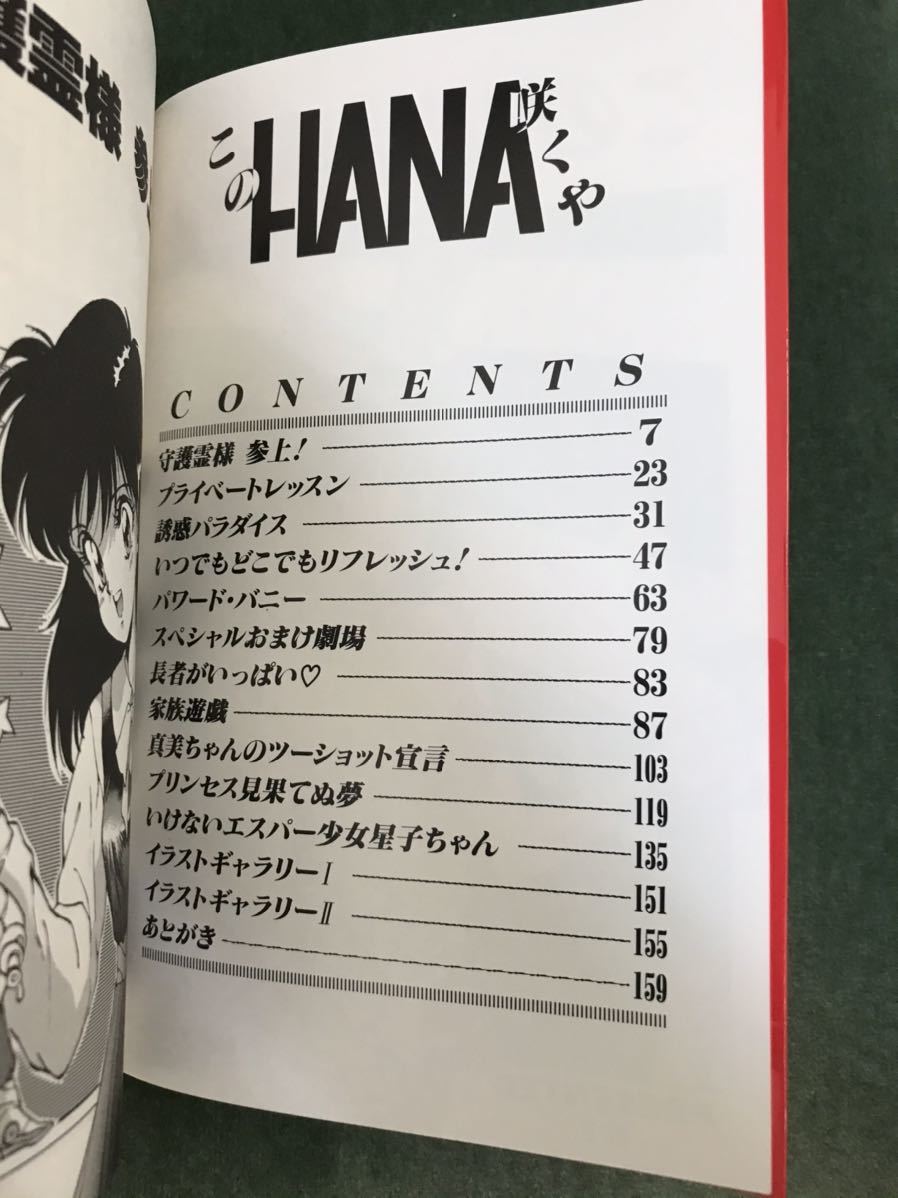 護霊様
このHANA咲くや
CONTENTS
守護霊様 参上! 7
プライベートレッスン 23
誘惑パラダイス 31
いつでもどこでもリフレッシュ! 47
パワード・バニー 63
スペシャルおまけ劇場 79
長者がいっぱい♡ 83
家族遊戯 87
真美ちゃんのツーショット宣言 103
プリンセス見果てぬ夢 119
いけないエスパー少女星子ちゃん 135
イラストギャラリーⅠ 151
イラストギャラリーⅡ 155
あとがき 159